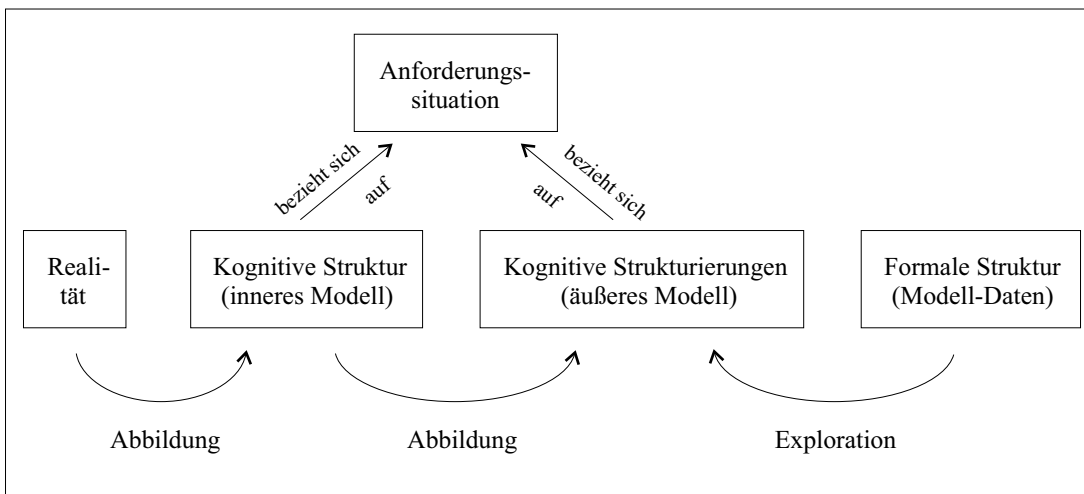 Anforderungs-
situation
bezieht sich
auf
bezieht sich
auf
Reali-
tät
Kognitive Struktur
(inneres Modell)
Kognitive Strukturierungen
(äußeres Modell)
Formale Struktur
(Modell-Daten)
Abbildung
Abbildung
Exploration